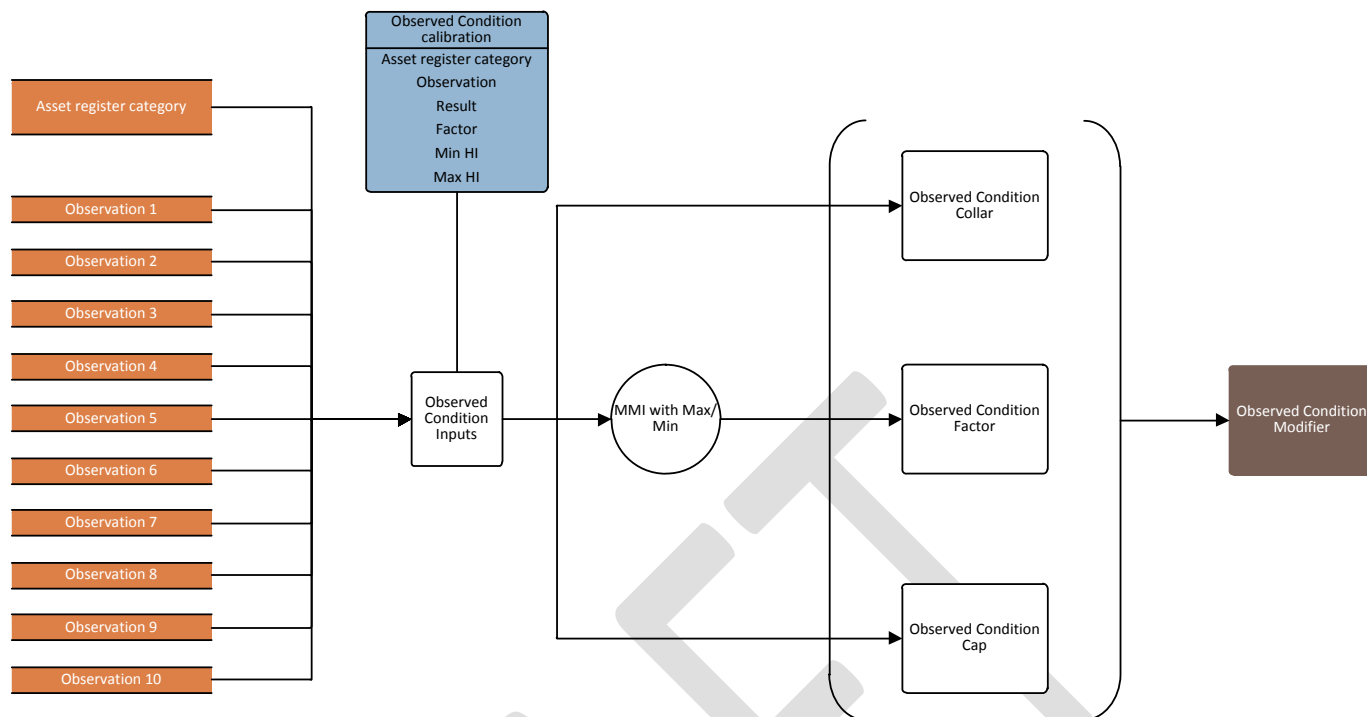 Observed Condition
calibration
Asset register category
Observation
Result
Factor
Min HI
Max HI
Asset register category
Observation 1
Observation 2
Observation 3
Observation 4
Observation 5
Observation 6
Observation 7
Observation 8
Observation 9
Observation 10
Observed
Condition
Inputs
MMI with Max/
Min
Observed Condition
Collar
Observed Condition
Factor
Observed Condition
Cap
Observed Condition
Modifier